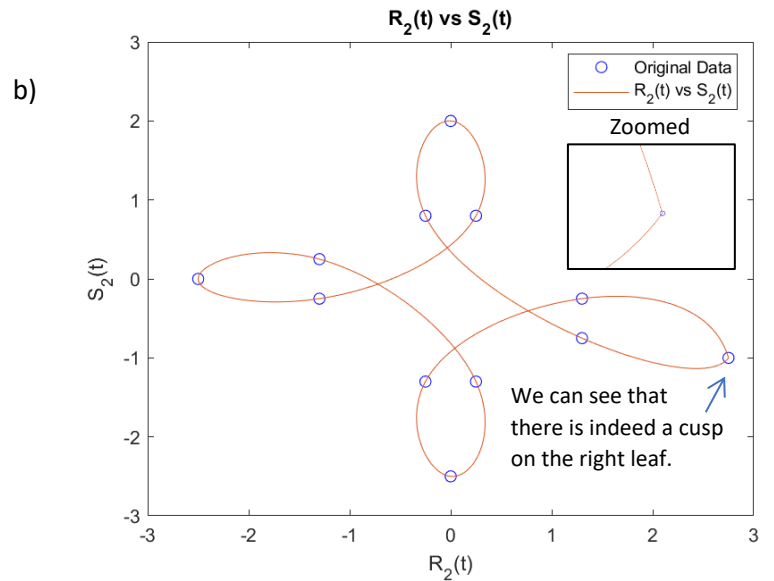 R₂(t) vs S₂(t)
b)
Original Data
R₂(t) vs S₂(t)
Zoomed
3
2
1
0
-1
-2
-3
S₂(t)
We can see that
there is indeed a cusp
on the right leaf.
-3 -2 -1 0 1 2 3
R₂(t)